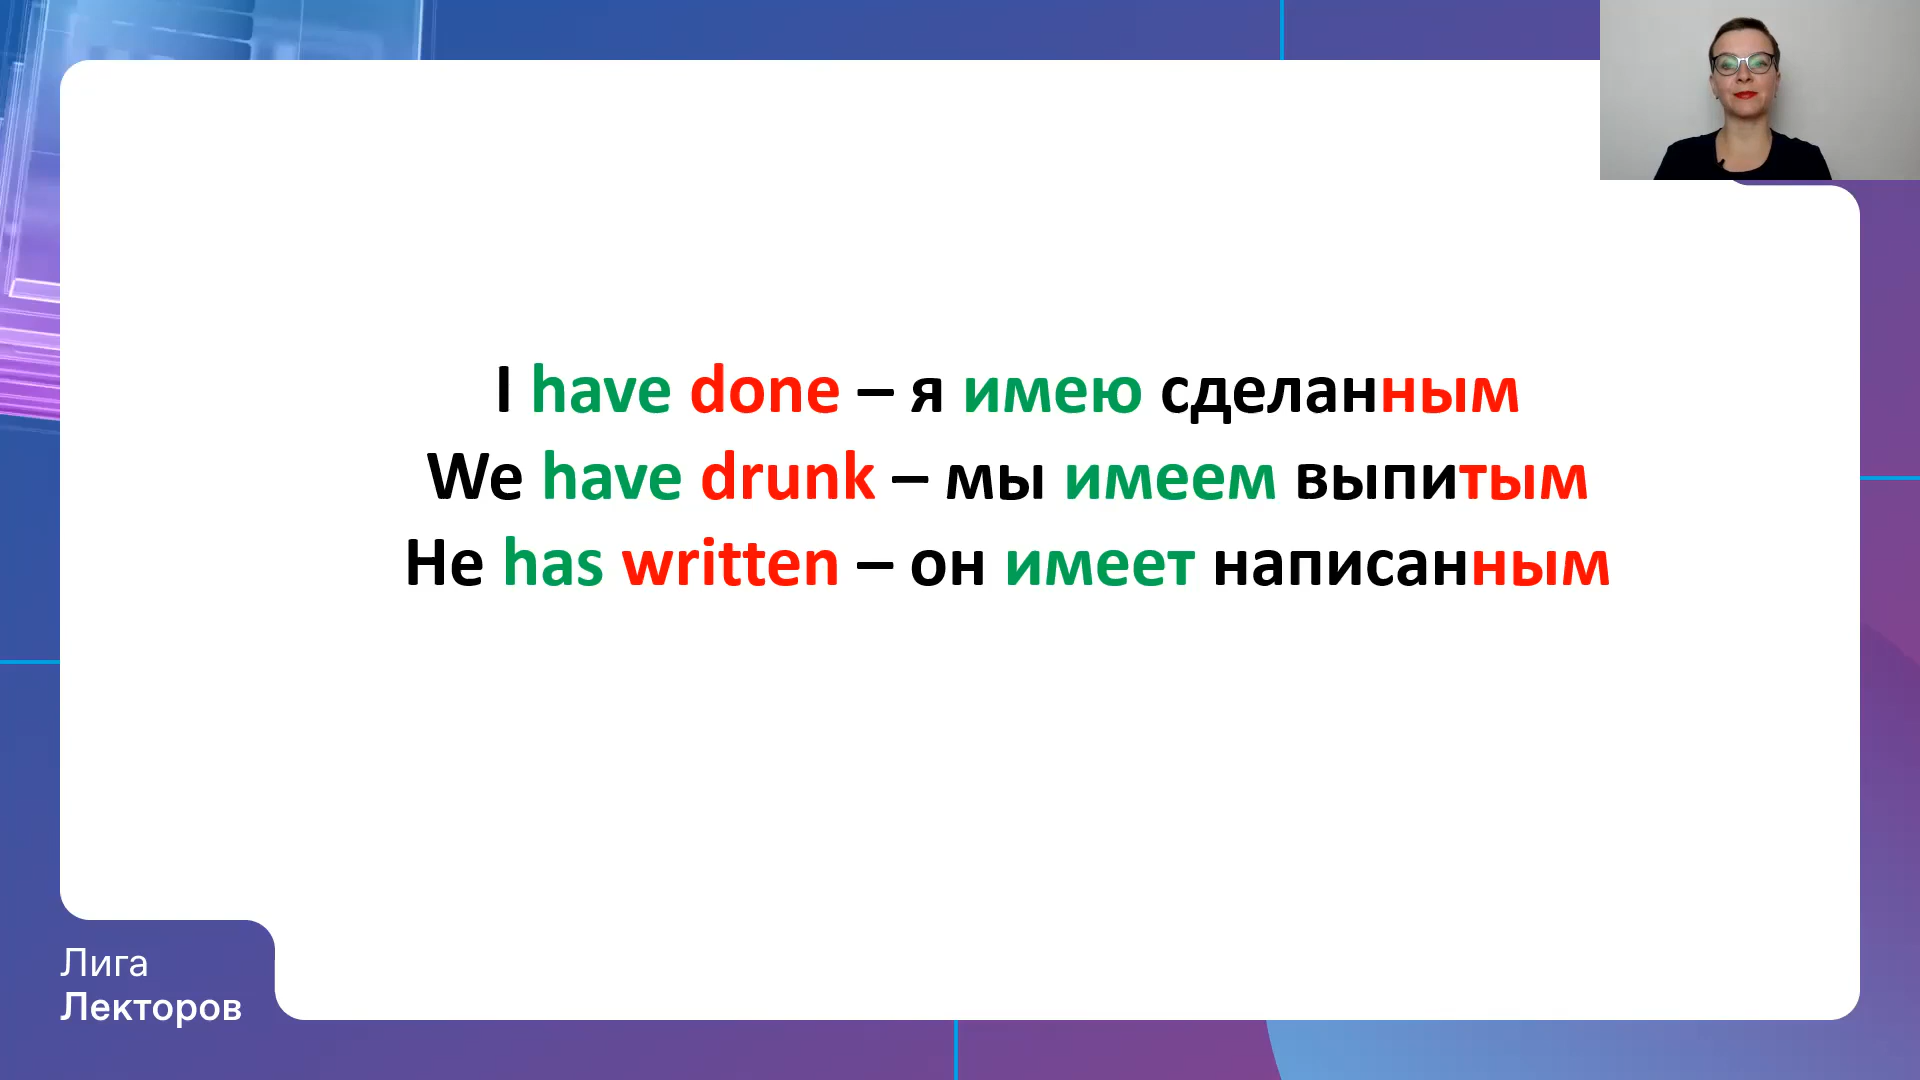 I have done – я имею сделанным
We have drunk – мы имеем выпитым
He has written – он имеет написанным
Лига
Лекторов